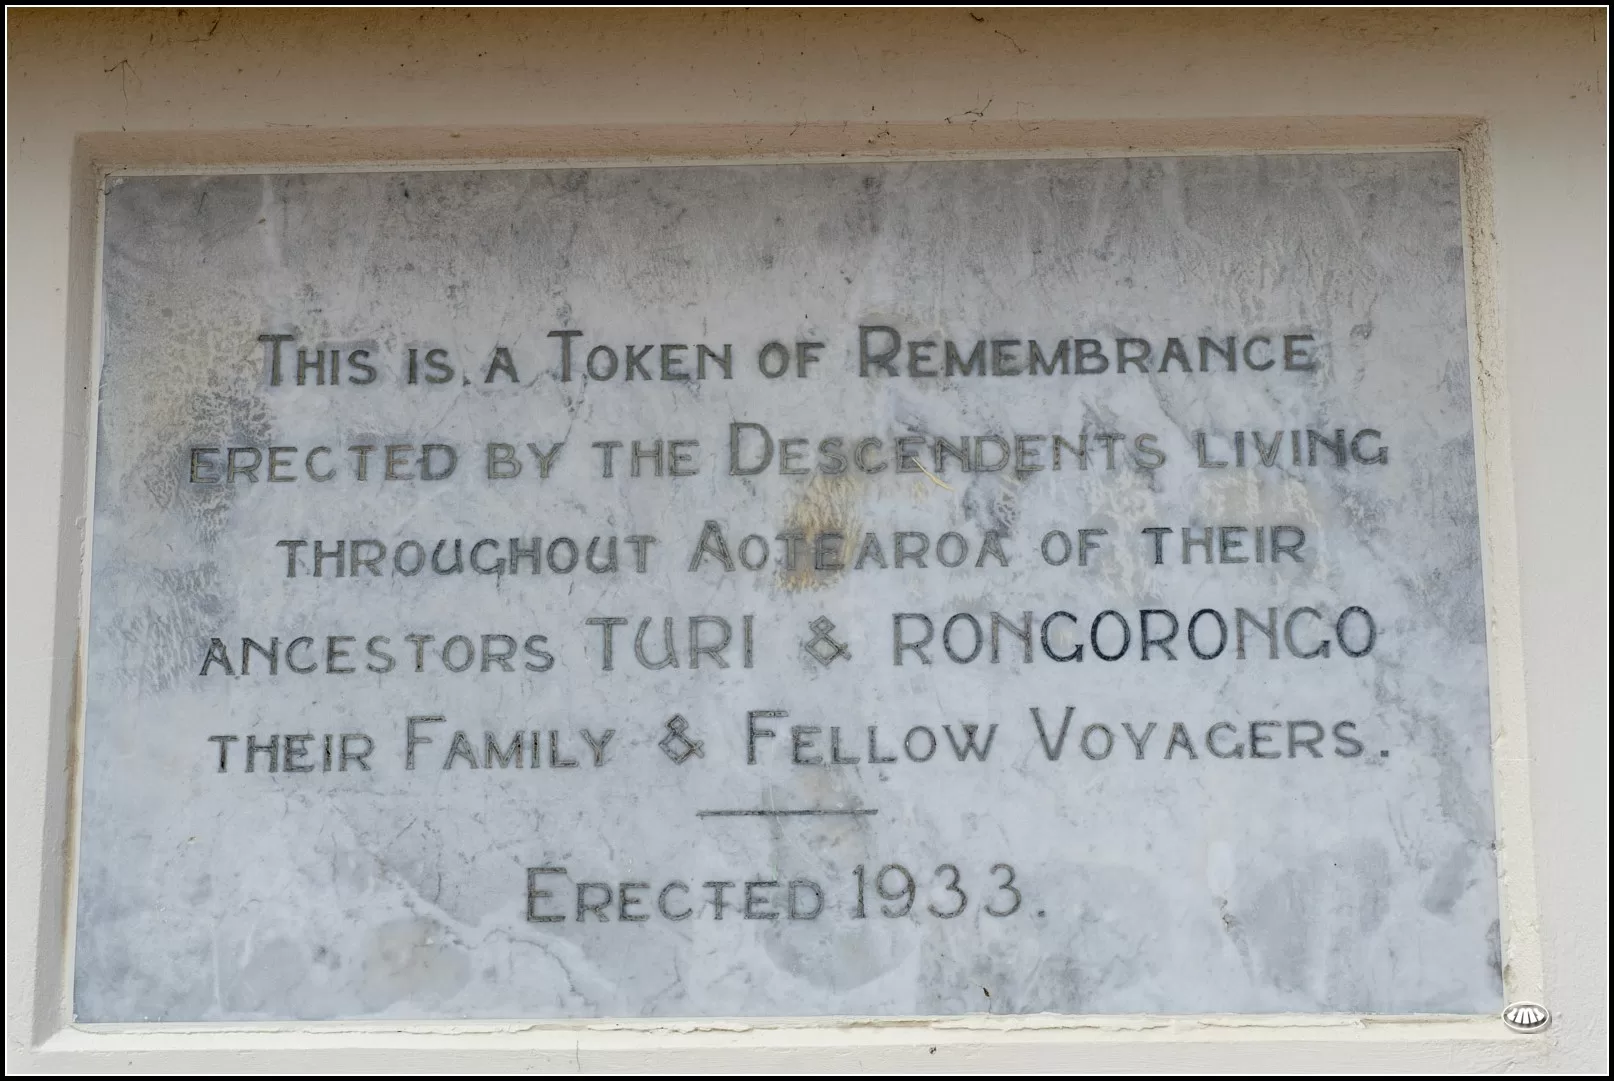 THIS IS A TOKEN OF REMEMBRANCE
ERECTED BY THE DESCENDENTS LIVING
THROUGHOUT AOTEAROA OF THEIR
ANCESTORS TURI & RONGORONGO
THEIR FAMILY & FELLOW VOYAGERS.
ERECTED 1933.